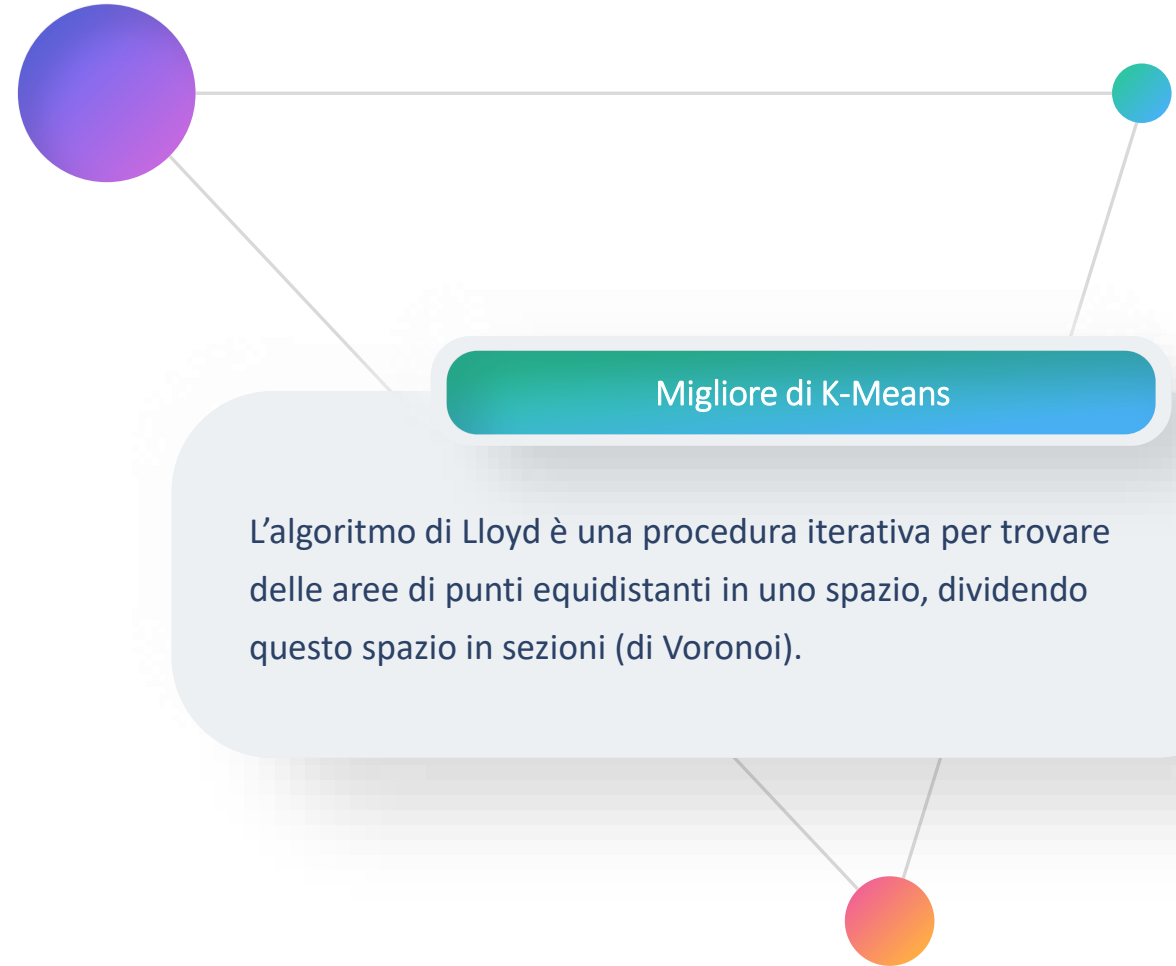 Migliore di K-Means
L’algoritmo di Lloyd è una procedura iterativa per trovare
delle aree di punti equidistanti in uno spazio, dividendo
questo spazio in sezioni (di Voronoi).